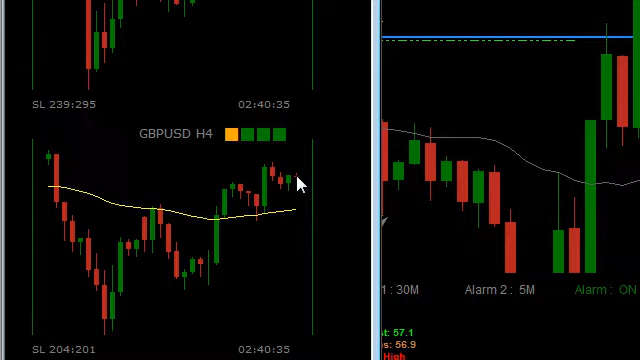 SL 239:295 02:40:35
GBPUSD H4
SL 204:201 02:40:35
: 30M Alarm 2 : 5M Alarm : ON
57.1
56.9
High